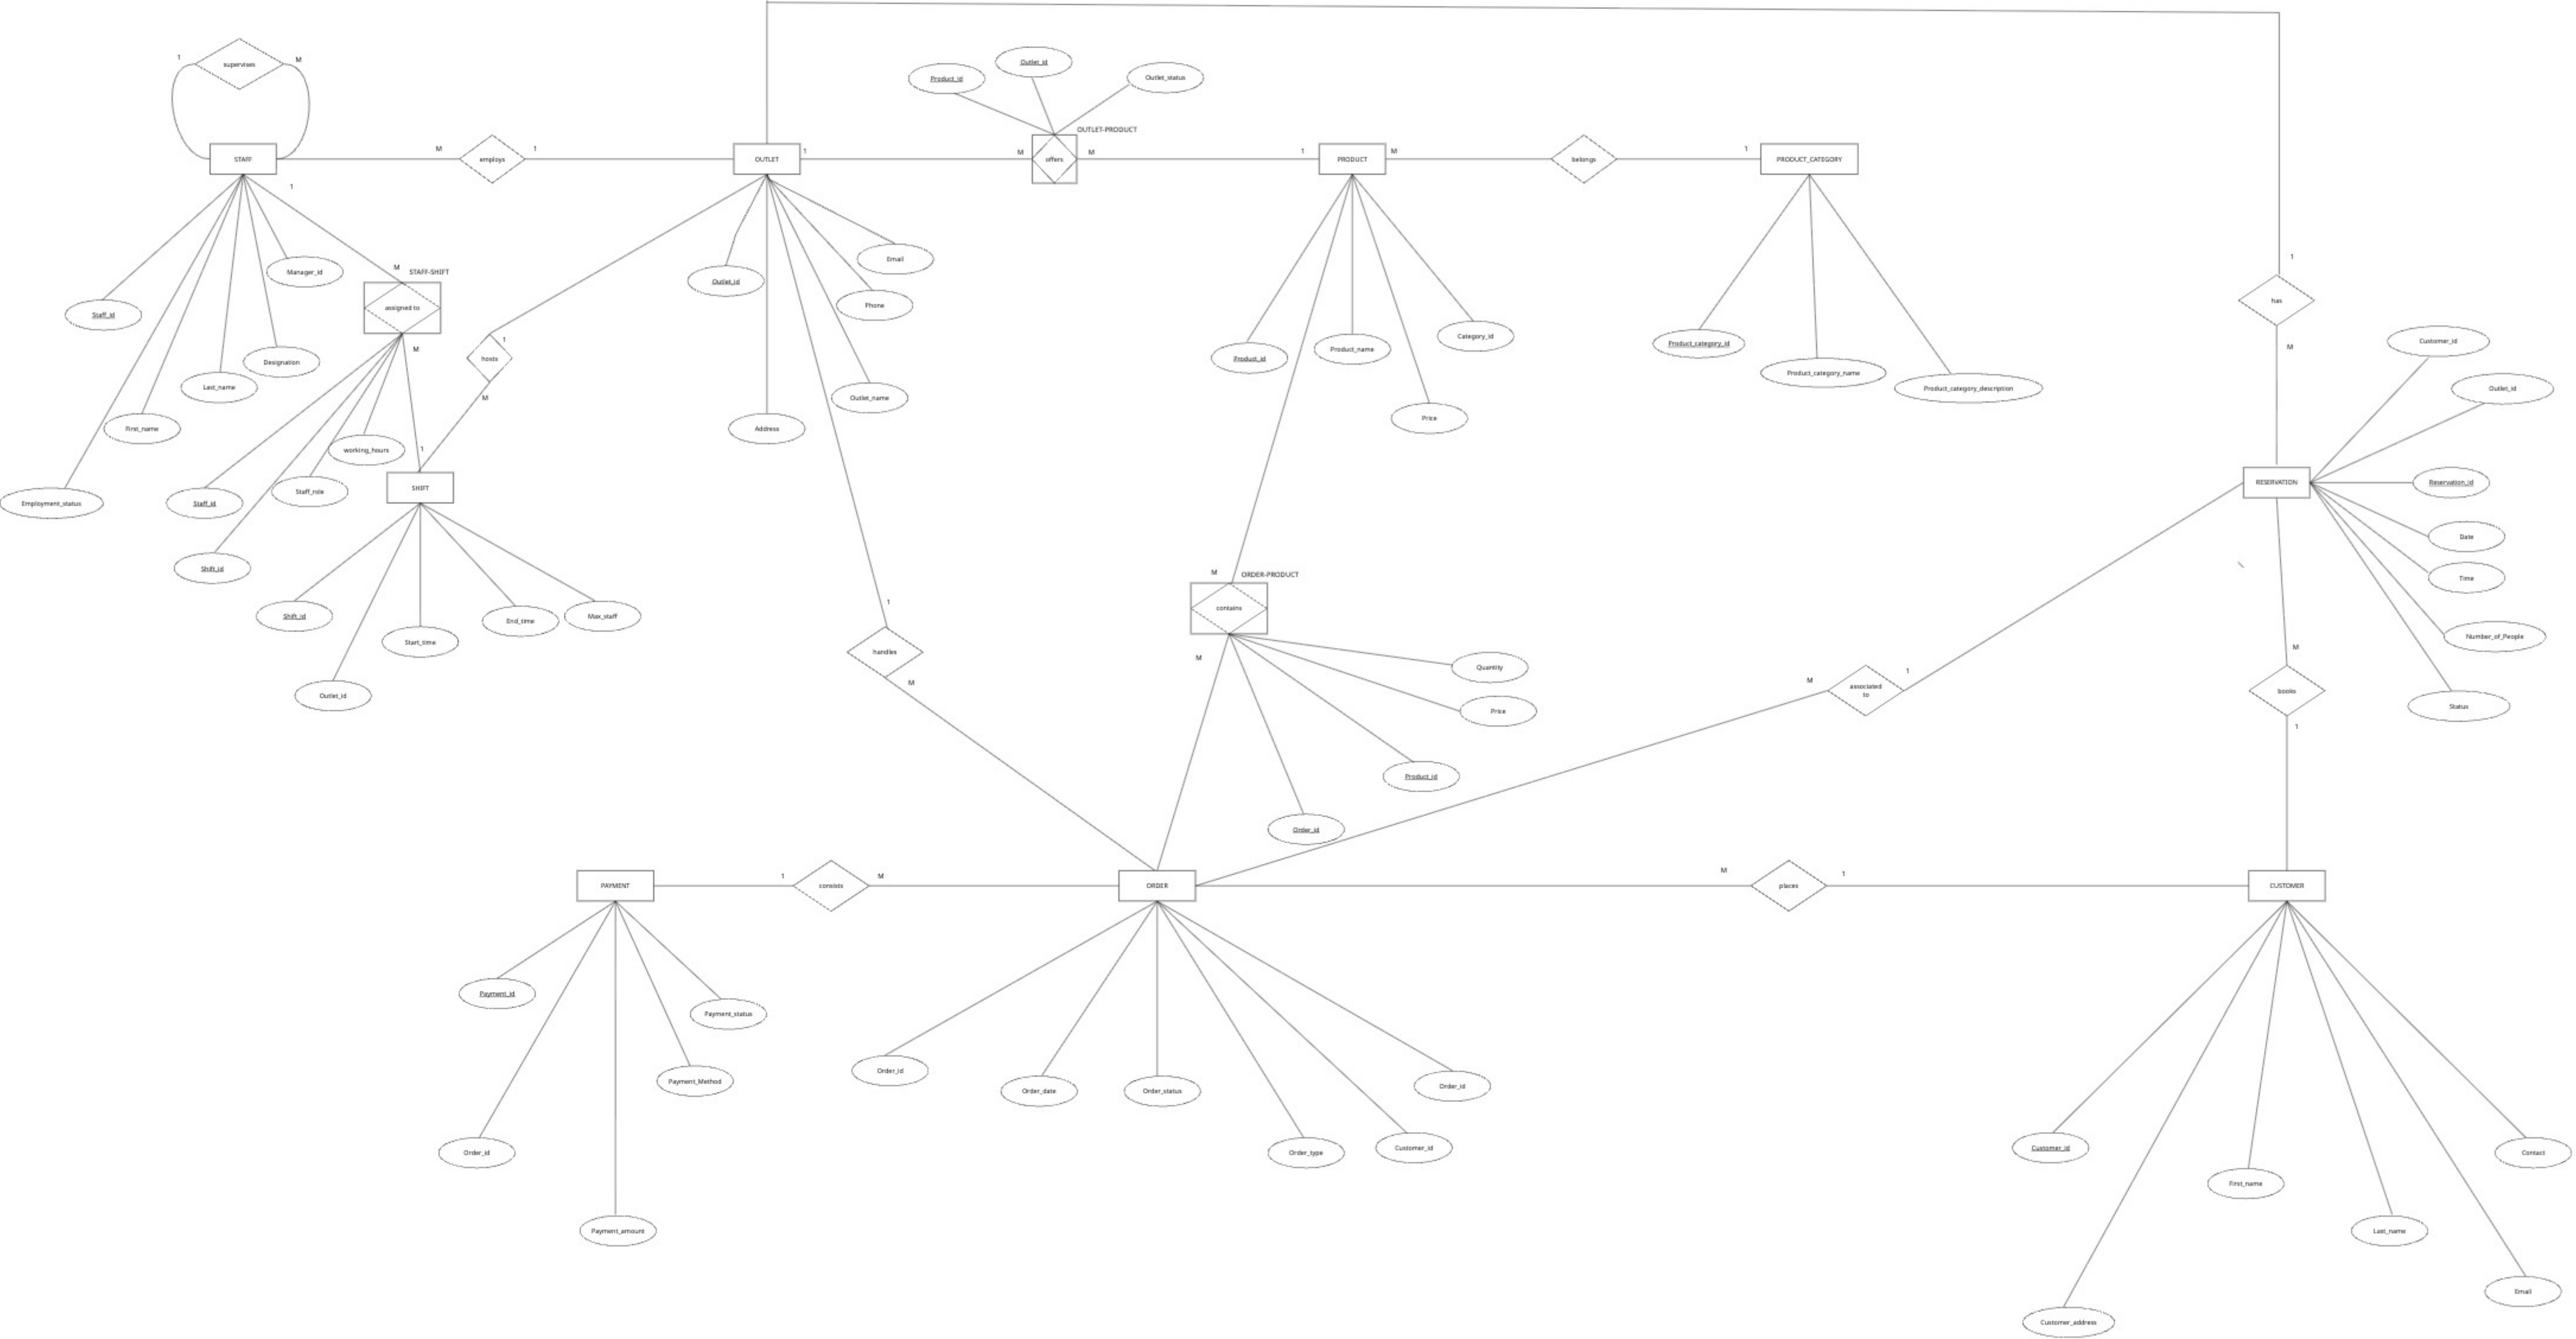 supervises
1
M
STAFF
M
employs
1
OUTLET
1
M
OUTLET-PRODUCT
offers
M
Product_id
Outlet_id
Outlet_status
1
PRODUCT
M
belongs
1
PRODUCT_CATEGORY
1
Staff_id
Employment_status
First_name
Last_name
Designation
Manager_id
M
STAFF-SHIFT
assigned to
M
working_hours
Staff_role
Staff_id
Shift_id
1
SHIFT
Shift_id
Outlet_id
Start_time
End_time
Max_staff
hosts
1
M
Outlet_id
Address
Outlet_name
Phone
Email
1
handles
M
Product_id
Product_name
Price
Category_id
Product_category_id
Product_category_name
Product_category_description
1
has
M
RESERVATION
Customer_id
Outlet_id
Reservation_id
Date
Time
Number_of_People
Status
M
ORDER-PRODUCT
contains
M
Quantity
Price
Product_id
Order_id
M
associated
to
1
M
books
1
PAYMENT
1
consists
M
ORDER
M
places
1
CUSTOMER
Payment_id
Order_id
Payment_amount
Payment_Method
Payment_status
Order_id
Order_date
Order_status
Order_type
Customer_id
Order_id
Customer_id
Customer_address
First_name
Last_name
Email
Contact